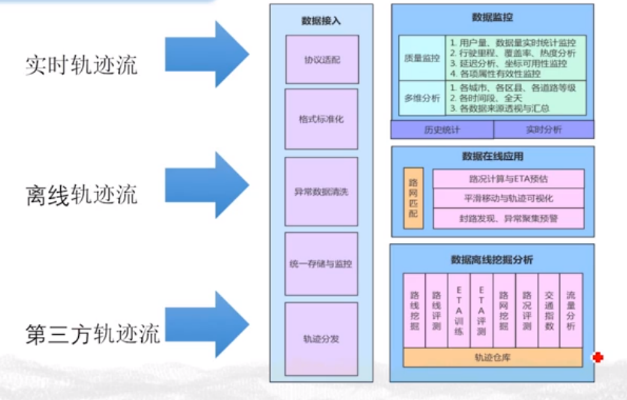 实时轨迹流
离线轨迹流
第三方轨迹流
数据接入
协议适配
格式标准化
异常数据清洗
统一存储与监控
轨迹分发
数据监控
质量监控
1. 用户量、数据量实时统计监控
2. 行驶里程、覆盖率、热度分析
3. 延迟分析、坐标可用性监控
4. 各项属性有效性监控
多维分析
1. 各城市、各区县、各道路等级
2. 各时间段、全天
3. 各数据来源透视与汇总
历史统计
实时分析
数据在线应用
路网匹配
路况计算与ETA预估
平滑移动与轨迹可视化
封路发现、异常聚集预警
数据离线挖掘分析
路线挖掘
路线评测
ETA训练
ETA评测
路网挖掘
路况评测
交通指数
流量分析
轨迹仓库